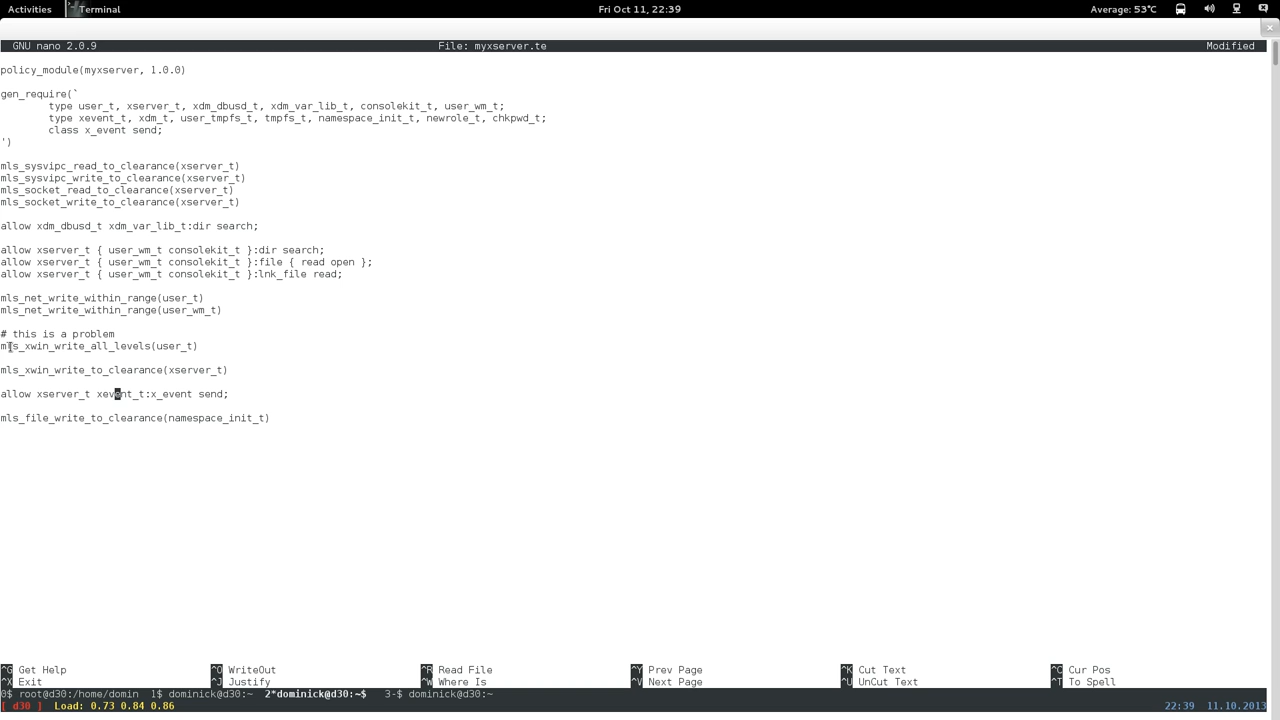 Activities Terminal Fri Oct 11, 22:39 Average: 53°C
GNU nano 2.0.9 File: myxserver.te Modified
policy_module(myxserver, 1.0.0)
gen_require(`
type user_t, xserver_t, xdm_dbusd_t, xdm_var_lib_t, consolekit_t, user_wm_t;
type xevent_t, xdm_t, user_tmpfs_t, tmpfs_t, namespace_init_t, newrole_t, chkpwd_t;
class x_event send;
')
mls_sysvipc_read_to_clearance(xserver_t)
mls_sysvipc_write_to_clearance(xserver_t)
mls_socket_read_to_clearance(xserver_t)
mls_socket_write_to_clearance(xserver_t)
allow xdm_dbusd_t xdm_var_lib_t:dir search;
allow xserver_t { user_wm_t consolekit_t }:dir search;
allow xserver_t { user_wm_t consolekit_t }:file { read open };
allow xserver_t { user_wm_t consolekit_t }:lnk_file read;
mls_net_write_within_range(user_t)
mls_net_write_within_range(user_wm_t)
# this is a problem
mls_xwin_write_all_levels(user_t)
mls_xwin_write_to_clearance(xserver_t)
allow xserver_t xevent_t:x_event send;
mls_file_write_to_clearance(namespace_init_t)
^G Get Help ^O WriteOut ^R Read File ^Y Prev Page ^K Cut Text ^C Cur Pos
^X Exit ^J Justify ^W Where Is ^V Next Page ^U UnCut Text ^T To Spell
0$ root@d30:/home/domin 1$ dominick@d30:~ 2*dominick@d30:~$ 3-$ dominick@d30:~
[ d30 ] Load: 0.73 0.84 0.86 22:39 11.10.2013